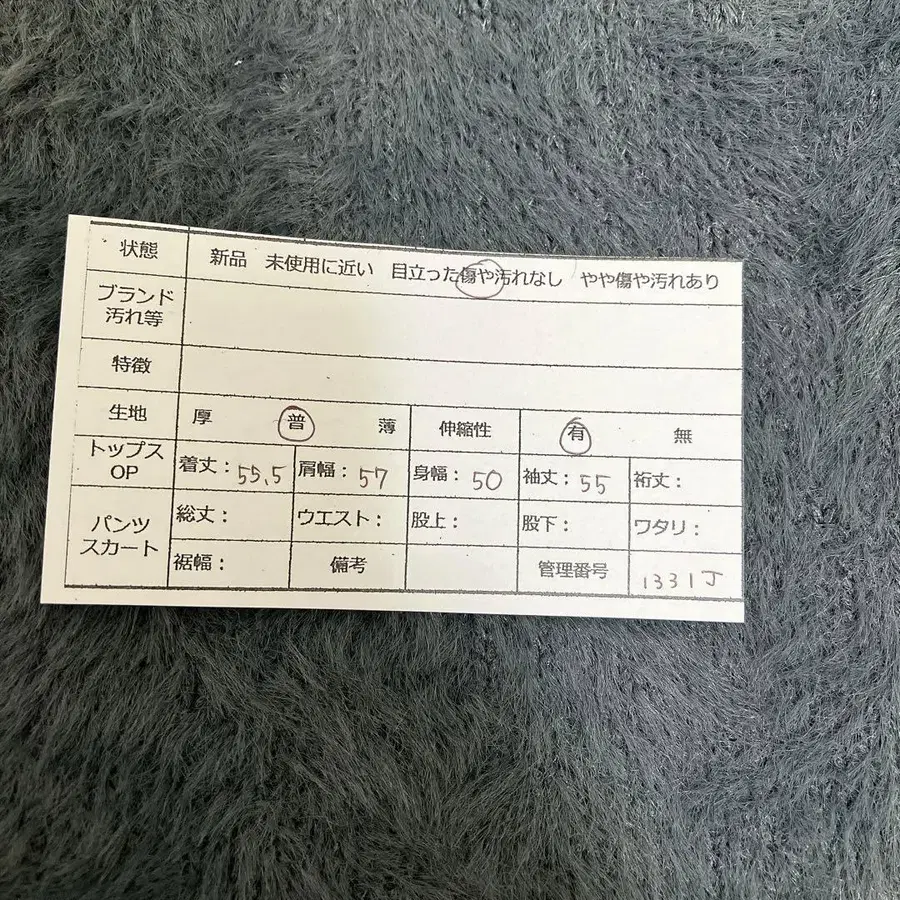 状態 新品 未使用に近い 目立った傷や汚れなし やや傷や汚れあり
ブランド
汚れ等
特徴
生地 厚 普 薄 伸縮性 有 無
トップス
OP
着丈：55.5 肩幅：57 身幅：50 袖丈：55 裄丈：
パンツ
スカート
総丈： ウエスト： 股上： 股下： ワタリ：
裾幅： 備考 管理番号 1331J